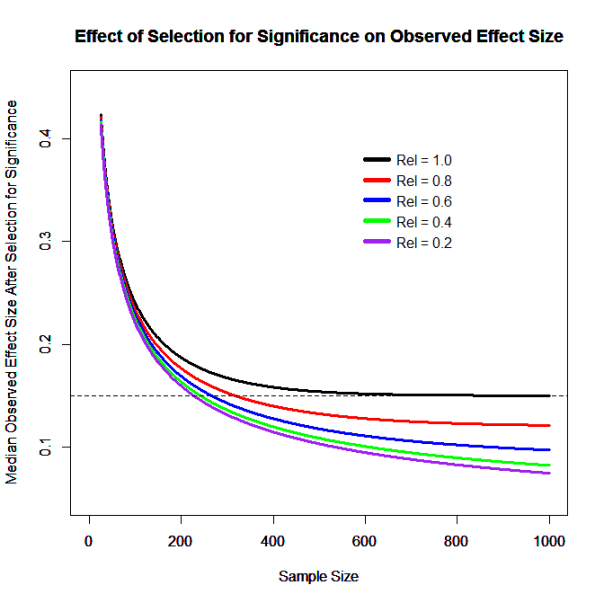 Effect of Selection for Significance on Observed Effect Size
Median Observed Effect Size After Selection for Significance
0.4
0.3
0.2
0.1
Rel = 1.0
Rel = 0.8
Rel = 0.6
Rel = 0.4
Rel = 0.2
0 200 400 600 800 1000
Sample Size